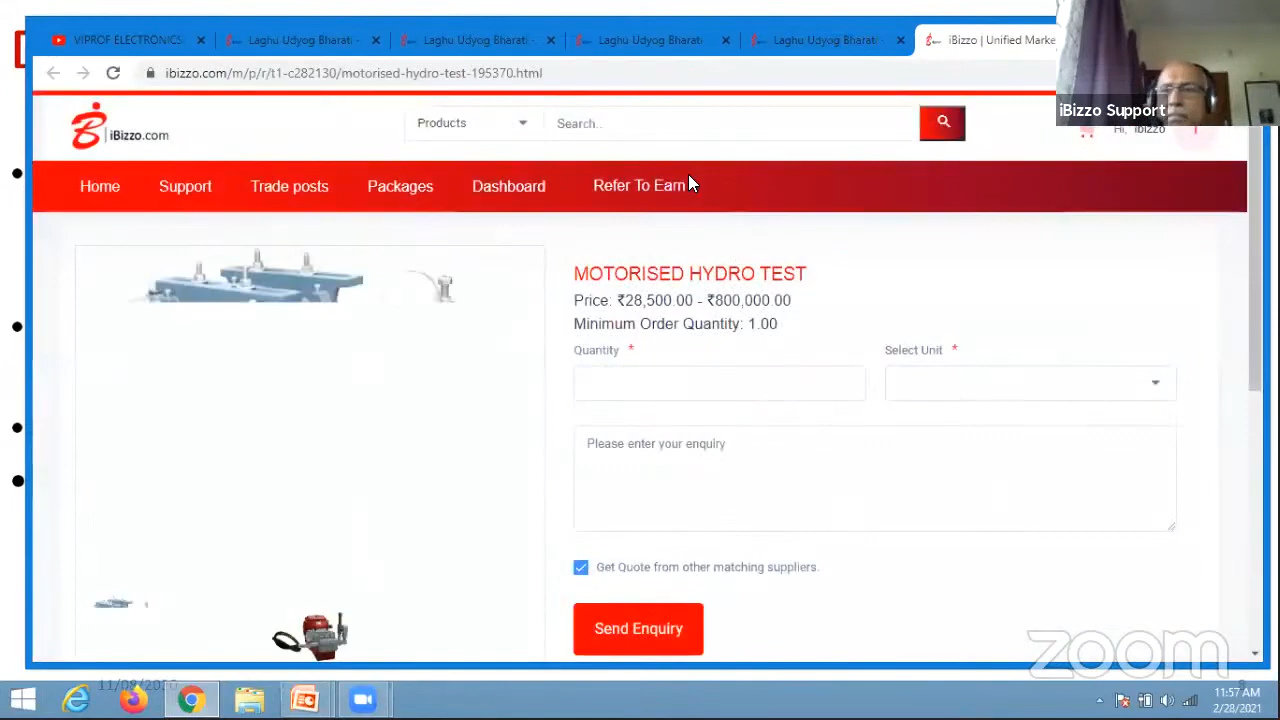 VIPROF ELECTRONICS
Laghu Udyog Bharati -
Laghu Udyog Bharati -
Laghu Udyog Bharati -
Laghu Udyog Bharati -
iBizzo | Unified Marke
ibizzo.com/m/p/r/t1-c282130/motorised-hydro-test-195370.html
iBizzo Support
iBizzo.com
Products
Search..
Hi, ibizzo
Home
Support
Trade posts
Packages
Dashboard
Refer To Earn
MOTORISED HYDRO TEST
Price: ₹28,500.00 - ₹800,000 00
Minimum Order Quantity: 1.00
Quantity *
Select Unit *
Please enter your enquiry
Get Quote from other matching suppliers.
Send Enquiry
zoom
11:57 AM
2/28/2021